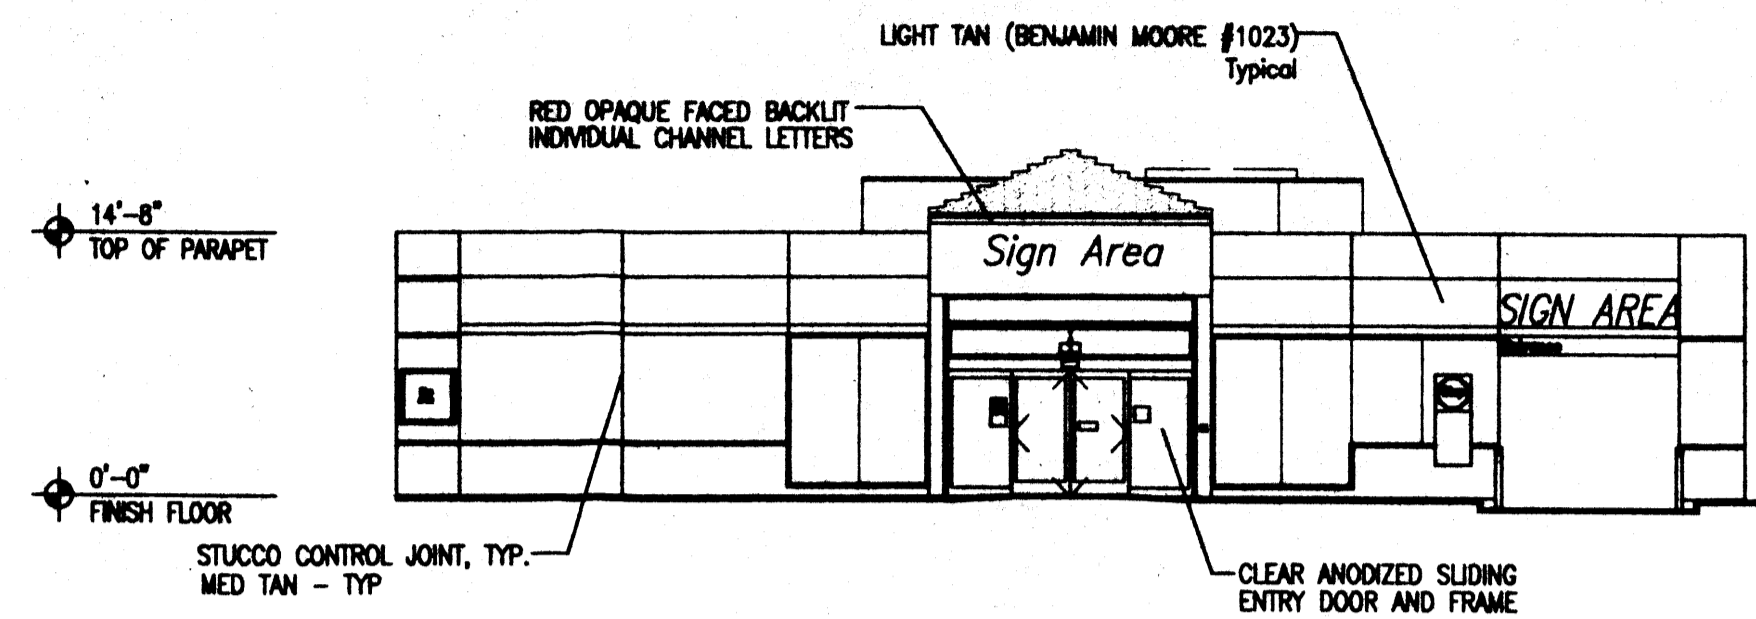 LIGHT TAN (BENJAMIN MOORE #1023)
Typical
RED OPAQUE FACED BACKLIT
INDIVIDUAL CHANNEL LETTERS
14'-8"
TOP OF PARAPET
Sign Area
SIGN AREA
0'-0"
FINISH FLOOR
STUCCO CONTROL JOINT, TYP.
MED TAN - TYP
CLEAR ANODIZED SLIDING
ENTRY DOOR AND FRAME